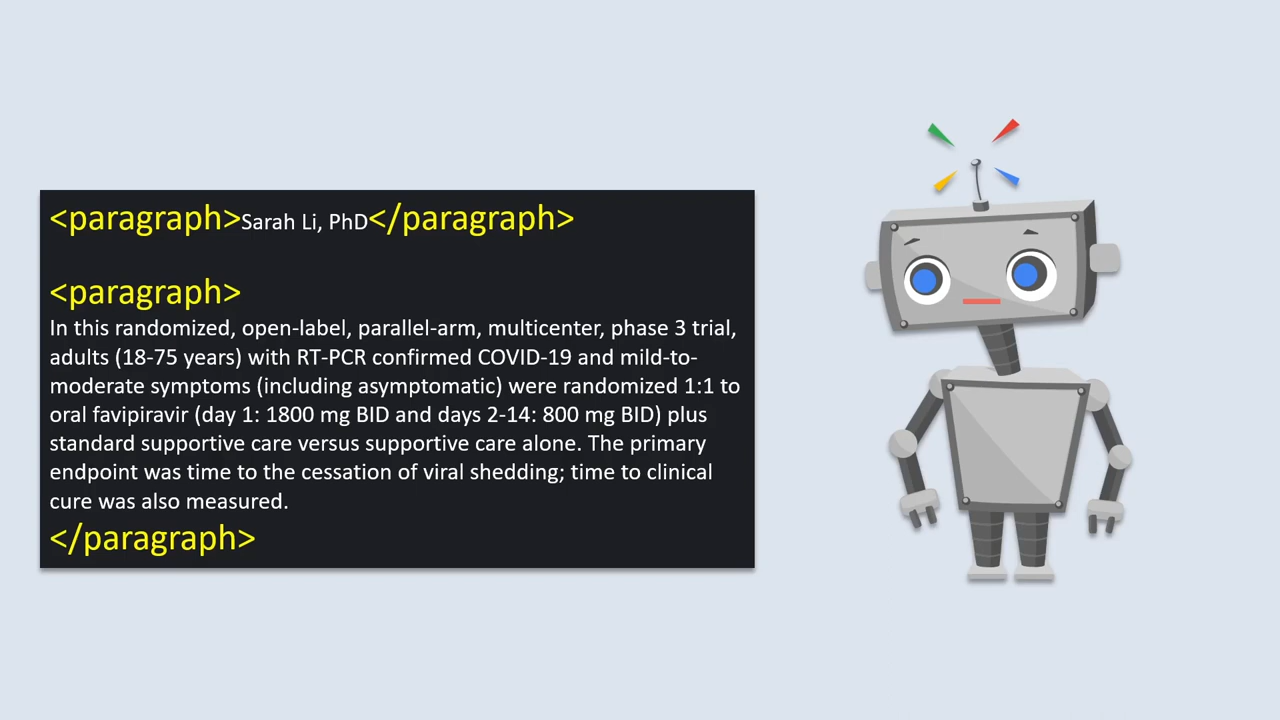 <paragraph>Sarah Li, PhD</paragraph>
<paragraph>
In this randomized, open-label, parallel-arm, multicenter, phase 3 trial,
adults (18-75 years) with RT-PCR confirmed COVID-19 and mild-to-
moderate symptoms (including asymptomatic) were randomized 1:1 to
oral favipiravir (day 1: 1800 mg BID and days 2-14: 800 mg BID) plus
standard supportive care versus supportive care alone. The primary
endpoint was time to the cessation of viral shedding; time to clinical
cure was also measured.
</paragraph>